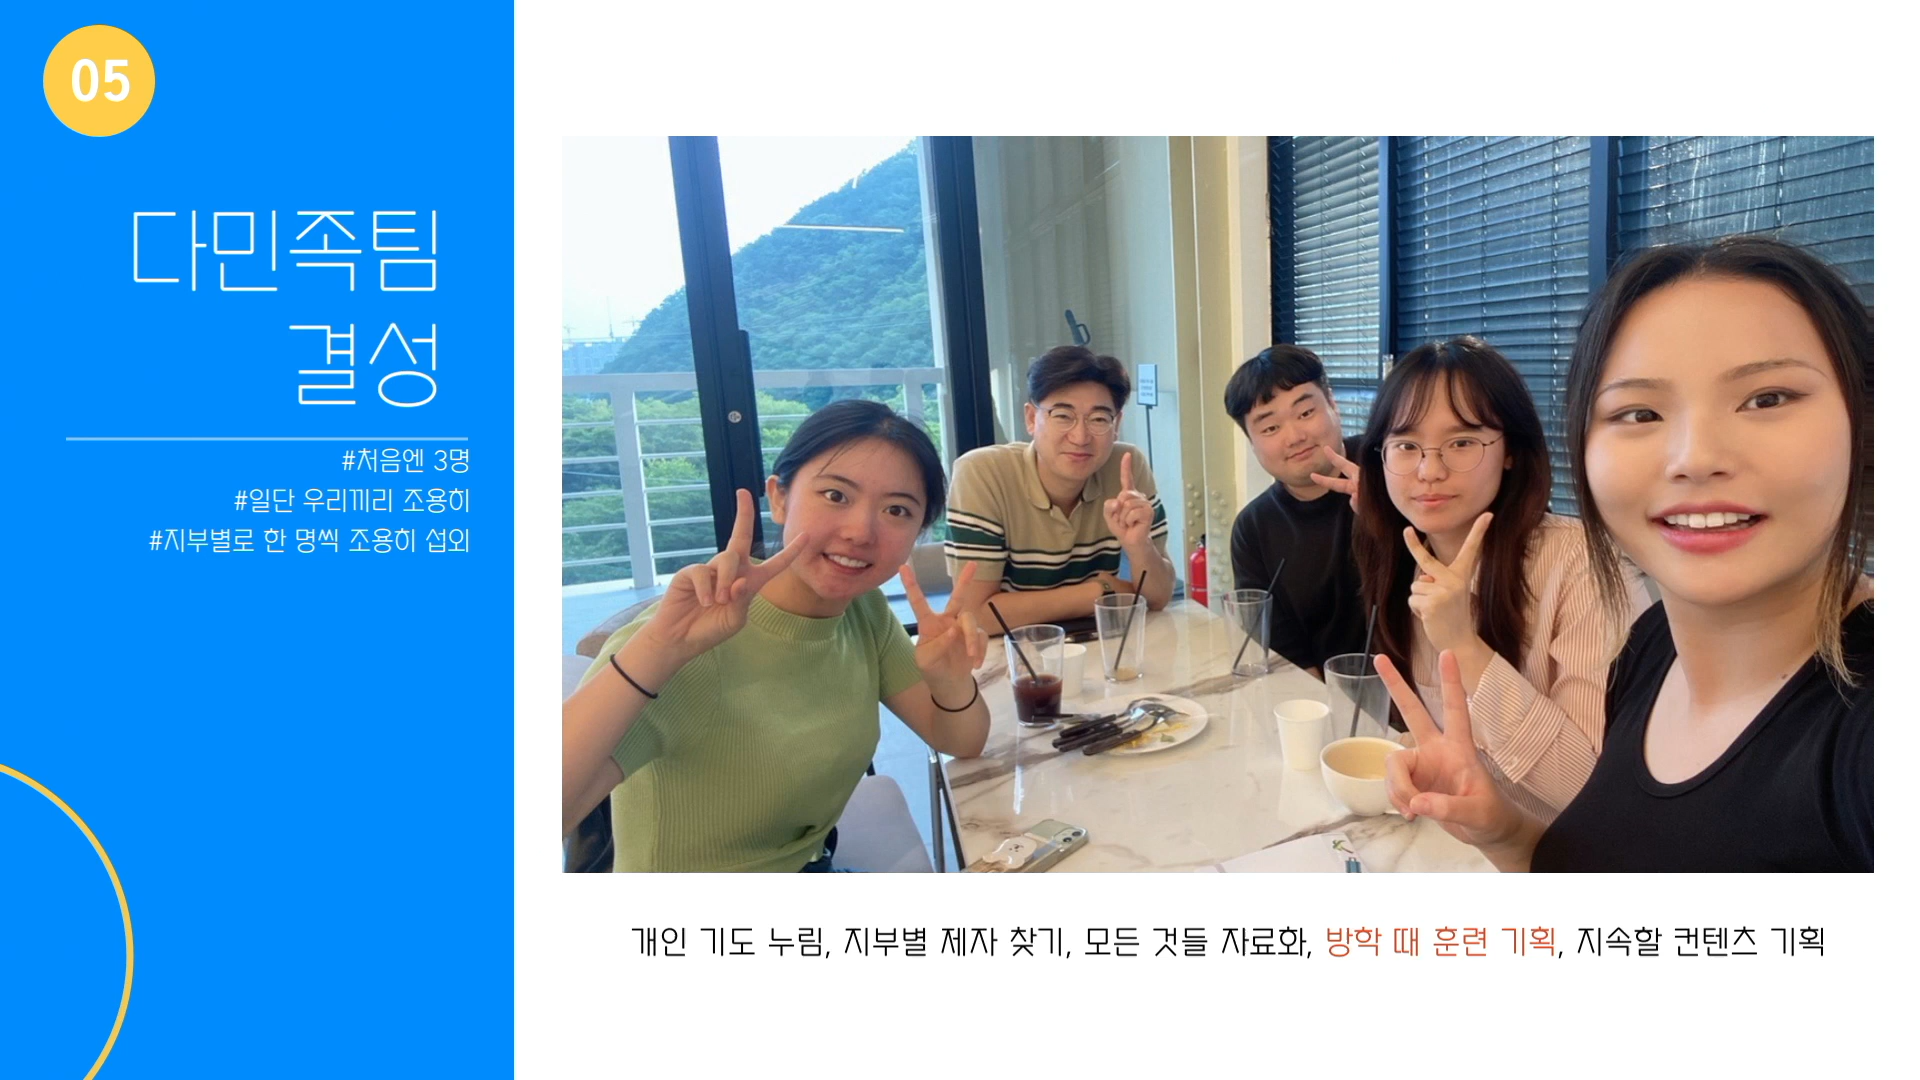 05
다민족팀
결성
#처음엔 3명
#일단 우리끼리 조용히
#지부별로 한 명씩 조용히 섭외
개인 기도 누림, 지부별 제자 찾기, 모든 것들 자료화, 방학 때 훈련 기획, 지속할 컨텐츠 기획